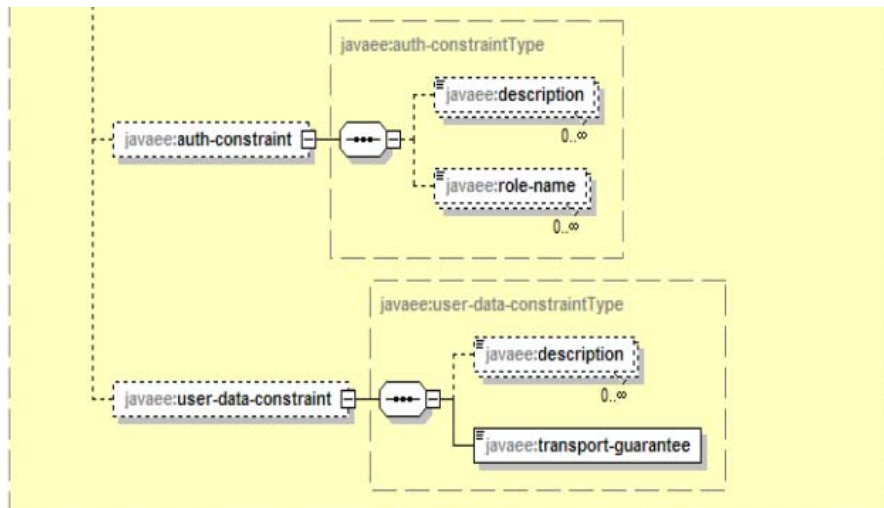 javaee:auth-constraintType
javaee:description
0..∞
javaee:auth-constraint
javaee:role-name
0..∞
javaee:user-data-constraintType
javaee:description
0..∞
javaee:user-data-constraint
javaee:transport-guarantee